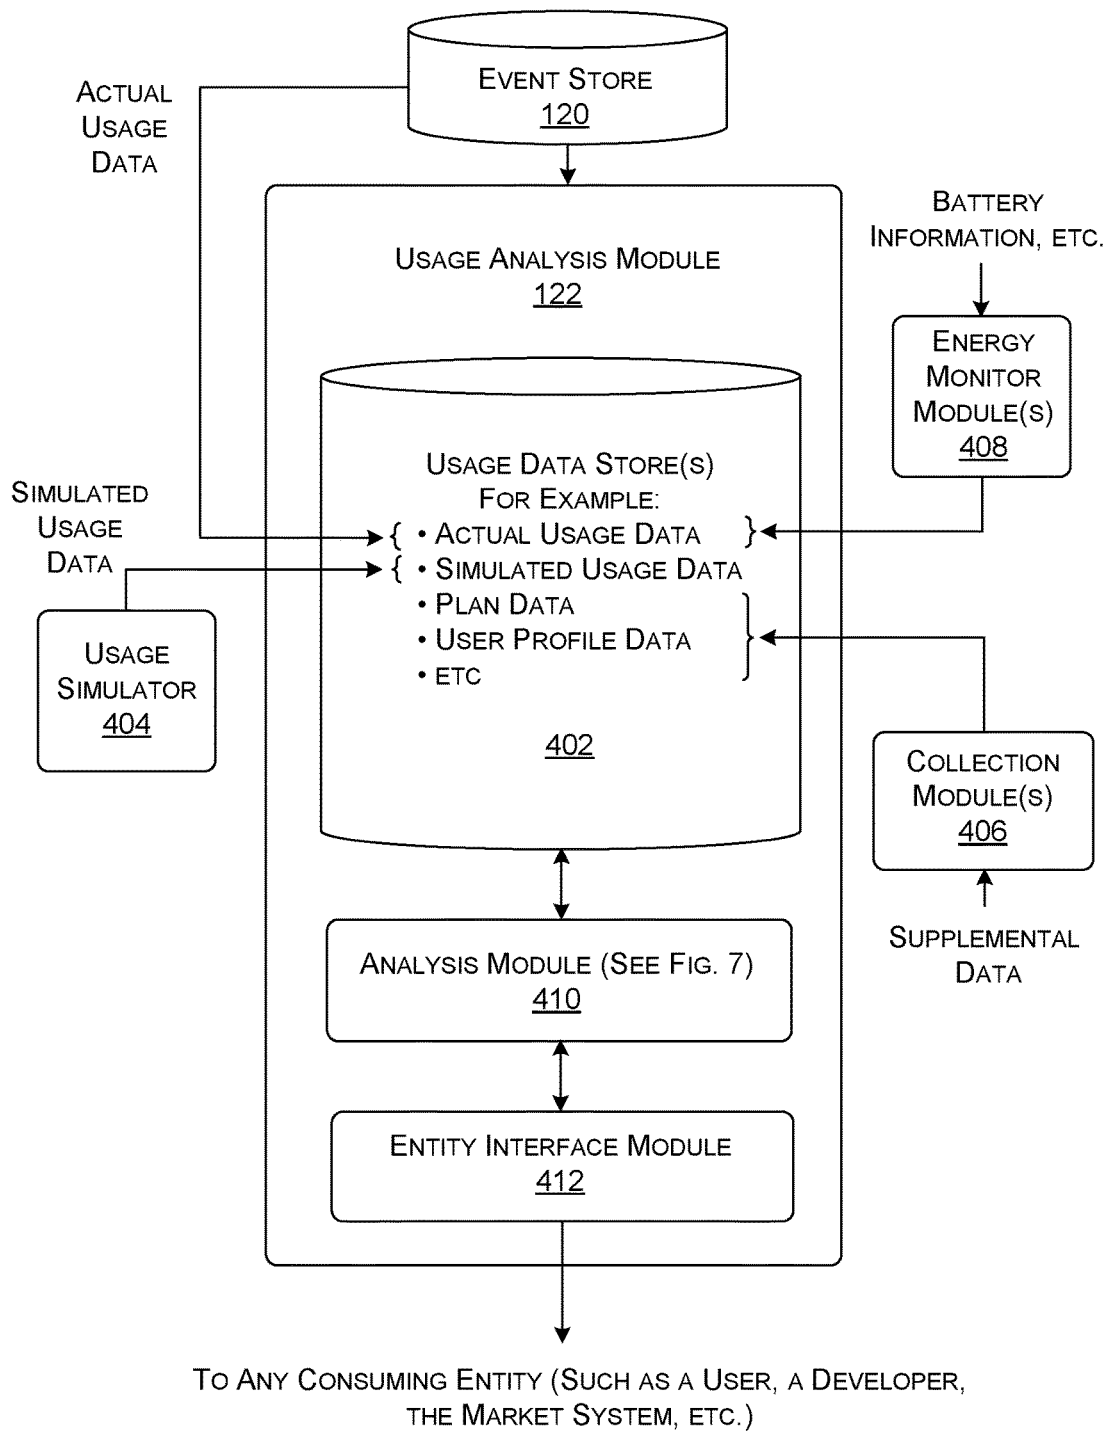 EVENT STORE
120
ACTUAL
USAGE
DATA
BATTERY
INFORMATION, ETC.
USAGE ANALYSIS MODULE
122
ENERGY
MONITOR
MODULE(S)
408
USAGE DATA STORE(S)
FOR EXAMPLE:
{ • ACTUAL USAGE DATA }
{ • SIMULATED USAGE DATA
• PLAN DATA
• USER PROFILE DATA
• ETC
402
SIMULATED
USAGE
DATA
USAGE
SIMULATOR
404
COLLECTION
MODULE(S)
406
SUPPLEMENTAL
DATA
ANALYSIS MODULE (SEE FIG. 7)
410
ENTITY INTERFACE MODULE
412
TO ANY CONSUMING ENTITY (SUCH AS A USER, A DEVELOPER,
THE MARKET SYSTEM, ETC.)